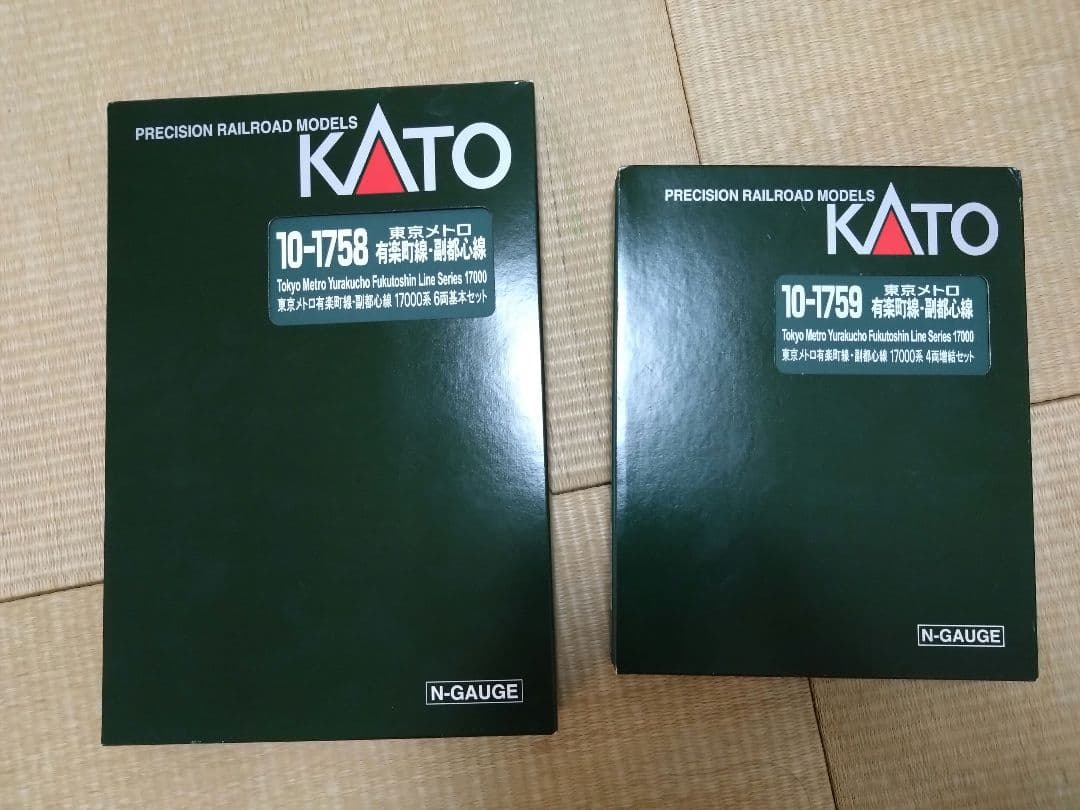 PRECISION RAILROAD MODELS
KATO
10-1758
東京メトロ
有楽町線・副都心線
Tokyo Metro Yurakucho Fukutoshin Line Series 17000
東京メトロ有楽町線・副都心線 17000系 6両基本セット
N-GAUGE
PRECISION RAILROAD MODELS
KATO
10-1759
東京メトロ
有楽町線・副都心線
Tokyo Metro Yurakucho Fukutoshin Line Series 17000
東京メトロ有楽町線・副都心線 17000系 4両増結セット
N-GAUGE